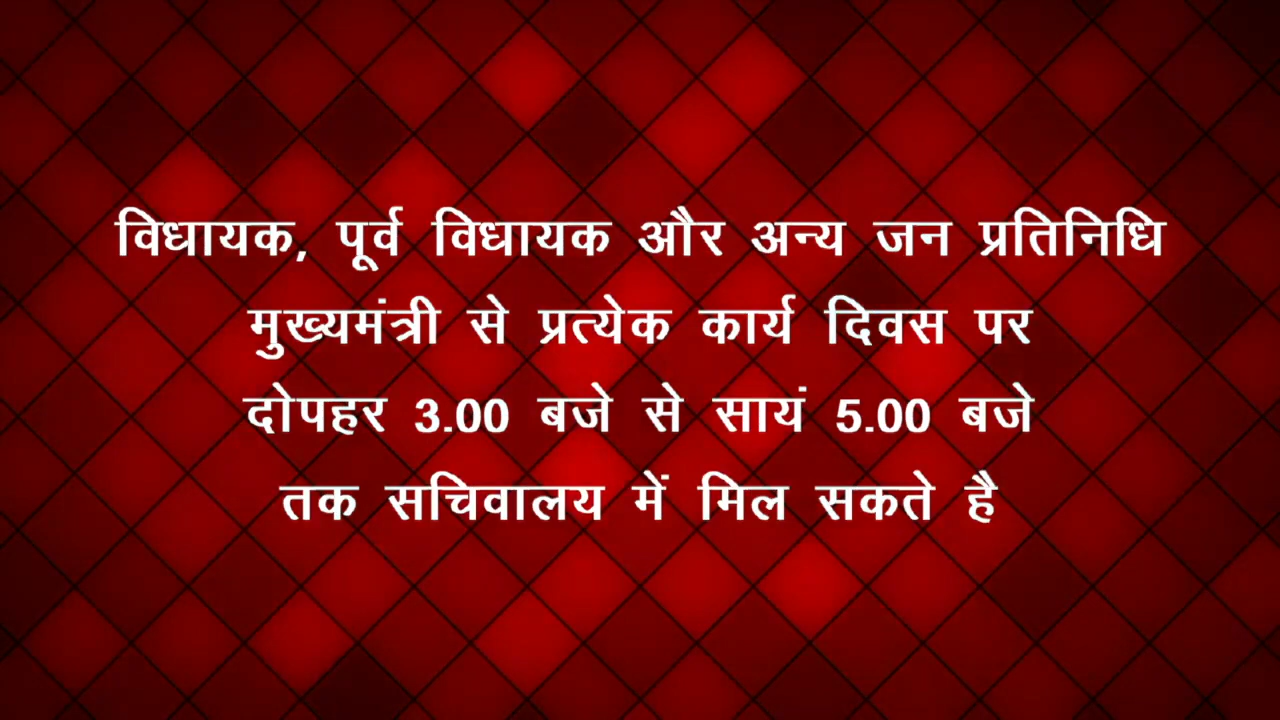 विधायक, पूर्व विधायक और अन्य जन प्रतिनिधि
मुख्यमंत्री से प्रत्येक कार्य दिवस पर
दोपहर 3.00 बजे से सायं 5.00 बजे
तक सचिवालय में मिल सकते है